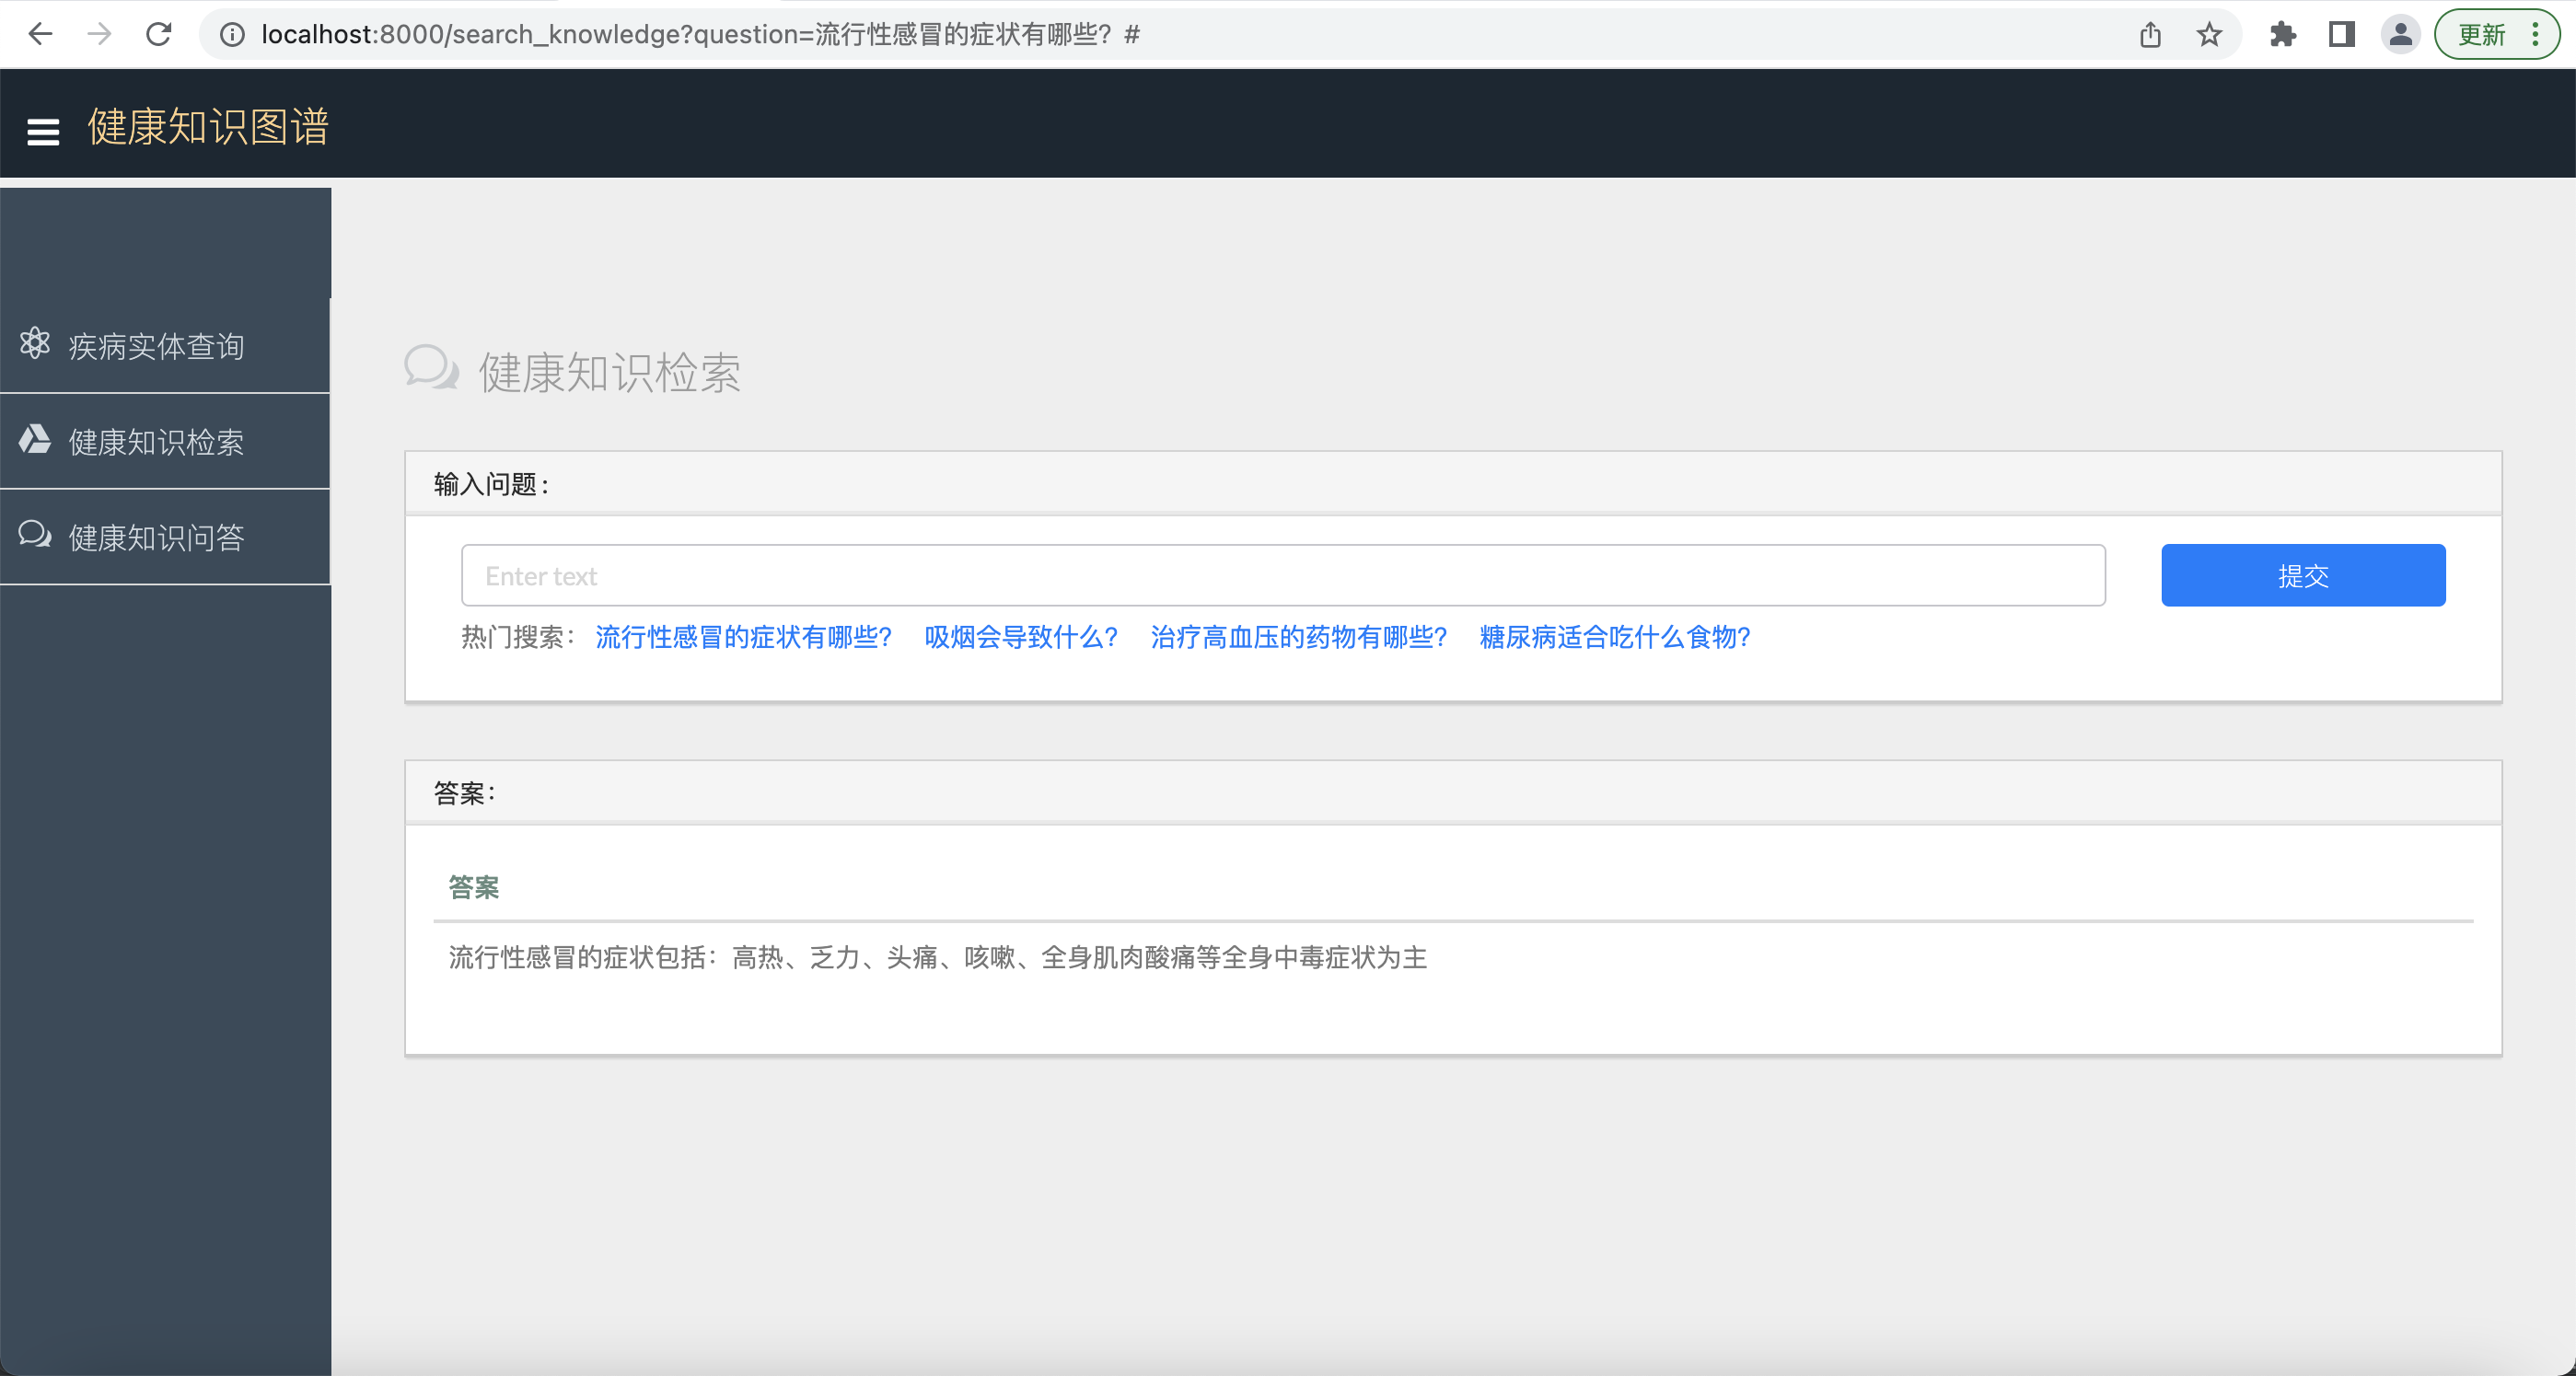 localhost:8000/search_knowledge?question=流行性感冒的症状有哪些？#
更新
健康知识图谱
疾病实体查询
健康知识检索
健康知识问答
健康知识检索
输入问题：
Enter text
提交
热门搜索： 流行性感冒的症状有哪些? 吸烟会导致什么? 治疗高血压的药物有哪些? 糖尿病适合吃什么食物?
答案：
答案
流行性感冒的症状包括：高热、乏力、头痛、咳嗽、全身肌肉酸痛等全身中毒症状为主